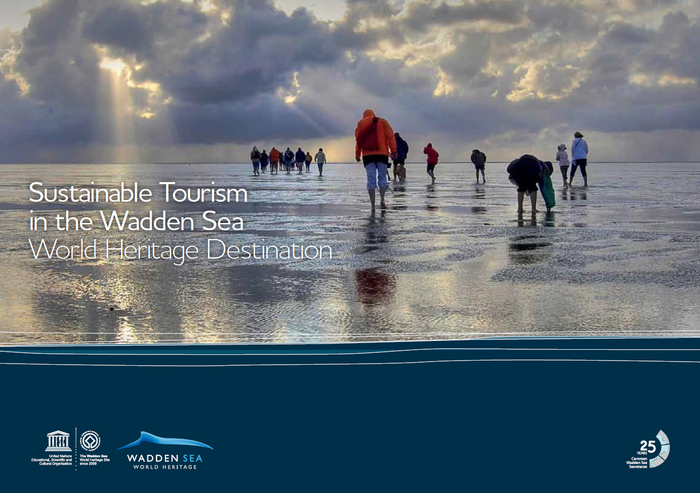 Sustainable Tourism
in the Wadden Sea
World Heritage Destination
United Nations
Educational, Scientific and
Cultural Organization
The Wadden Sea
World Heritage Site
since 2009
WADDEN SEA
WORLD HERITAGE
25
YEARS
Common
Wadden Sea
Secretariat